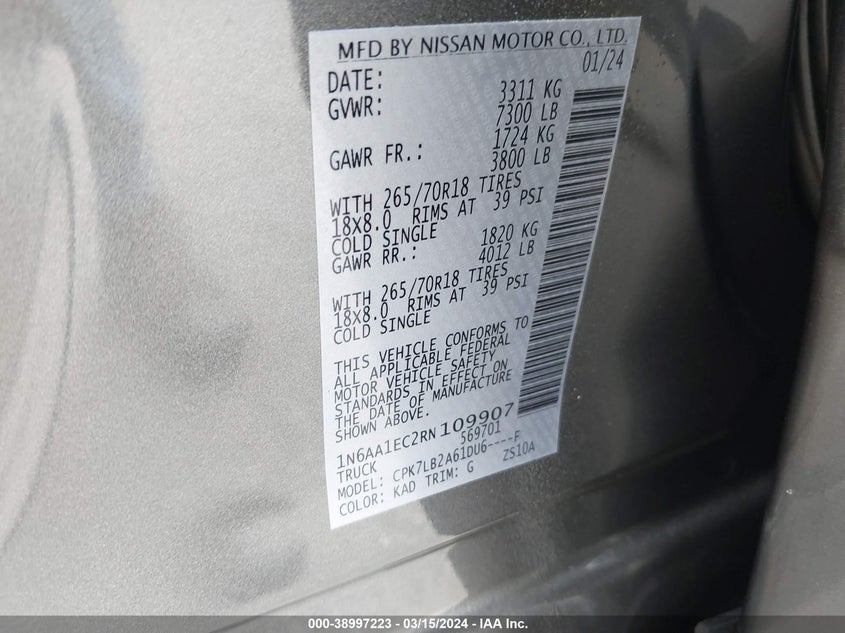 MFD BY NISSAN MOTOR CO., LTD.
DATE: 01/24
GVWR: 3311 KG
7300 LB
GAWR FR.: 1724 KG
3800 LB
WITH 265/70R18 TIRES
18X8.0 RIMS AT 39 PSI
COLD SINGLE
GAWR RR.: 1820 KG
4012 LB
WITH 265/70R18 TIRES
18X8.0 RIMS AT 39 PSI
COLD SINGLE
THIS VEHICLE CONFORMS TO
ALL APPLICABLE FEDERAL
MOTOR VEHICLE SAFETY
STANDARDS IN EFFECT ON
THE DATE OF MANUFACTURE
SHOWN ABOVE.
1N6AA1EC2RN109907
TRUCK 569701
MODEL: CPK7LB2A61DU6----F
COLOR: KAD TRIM: G ZS10A
000-38997223 - 03/15/2024 - IAA Inc.